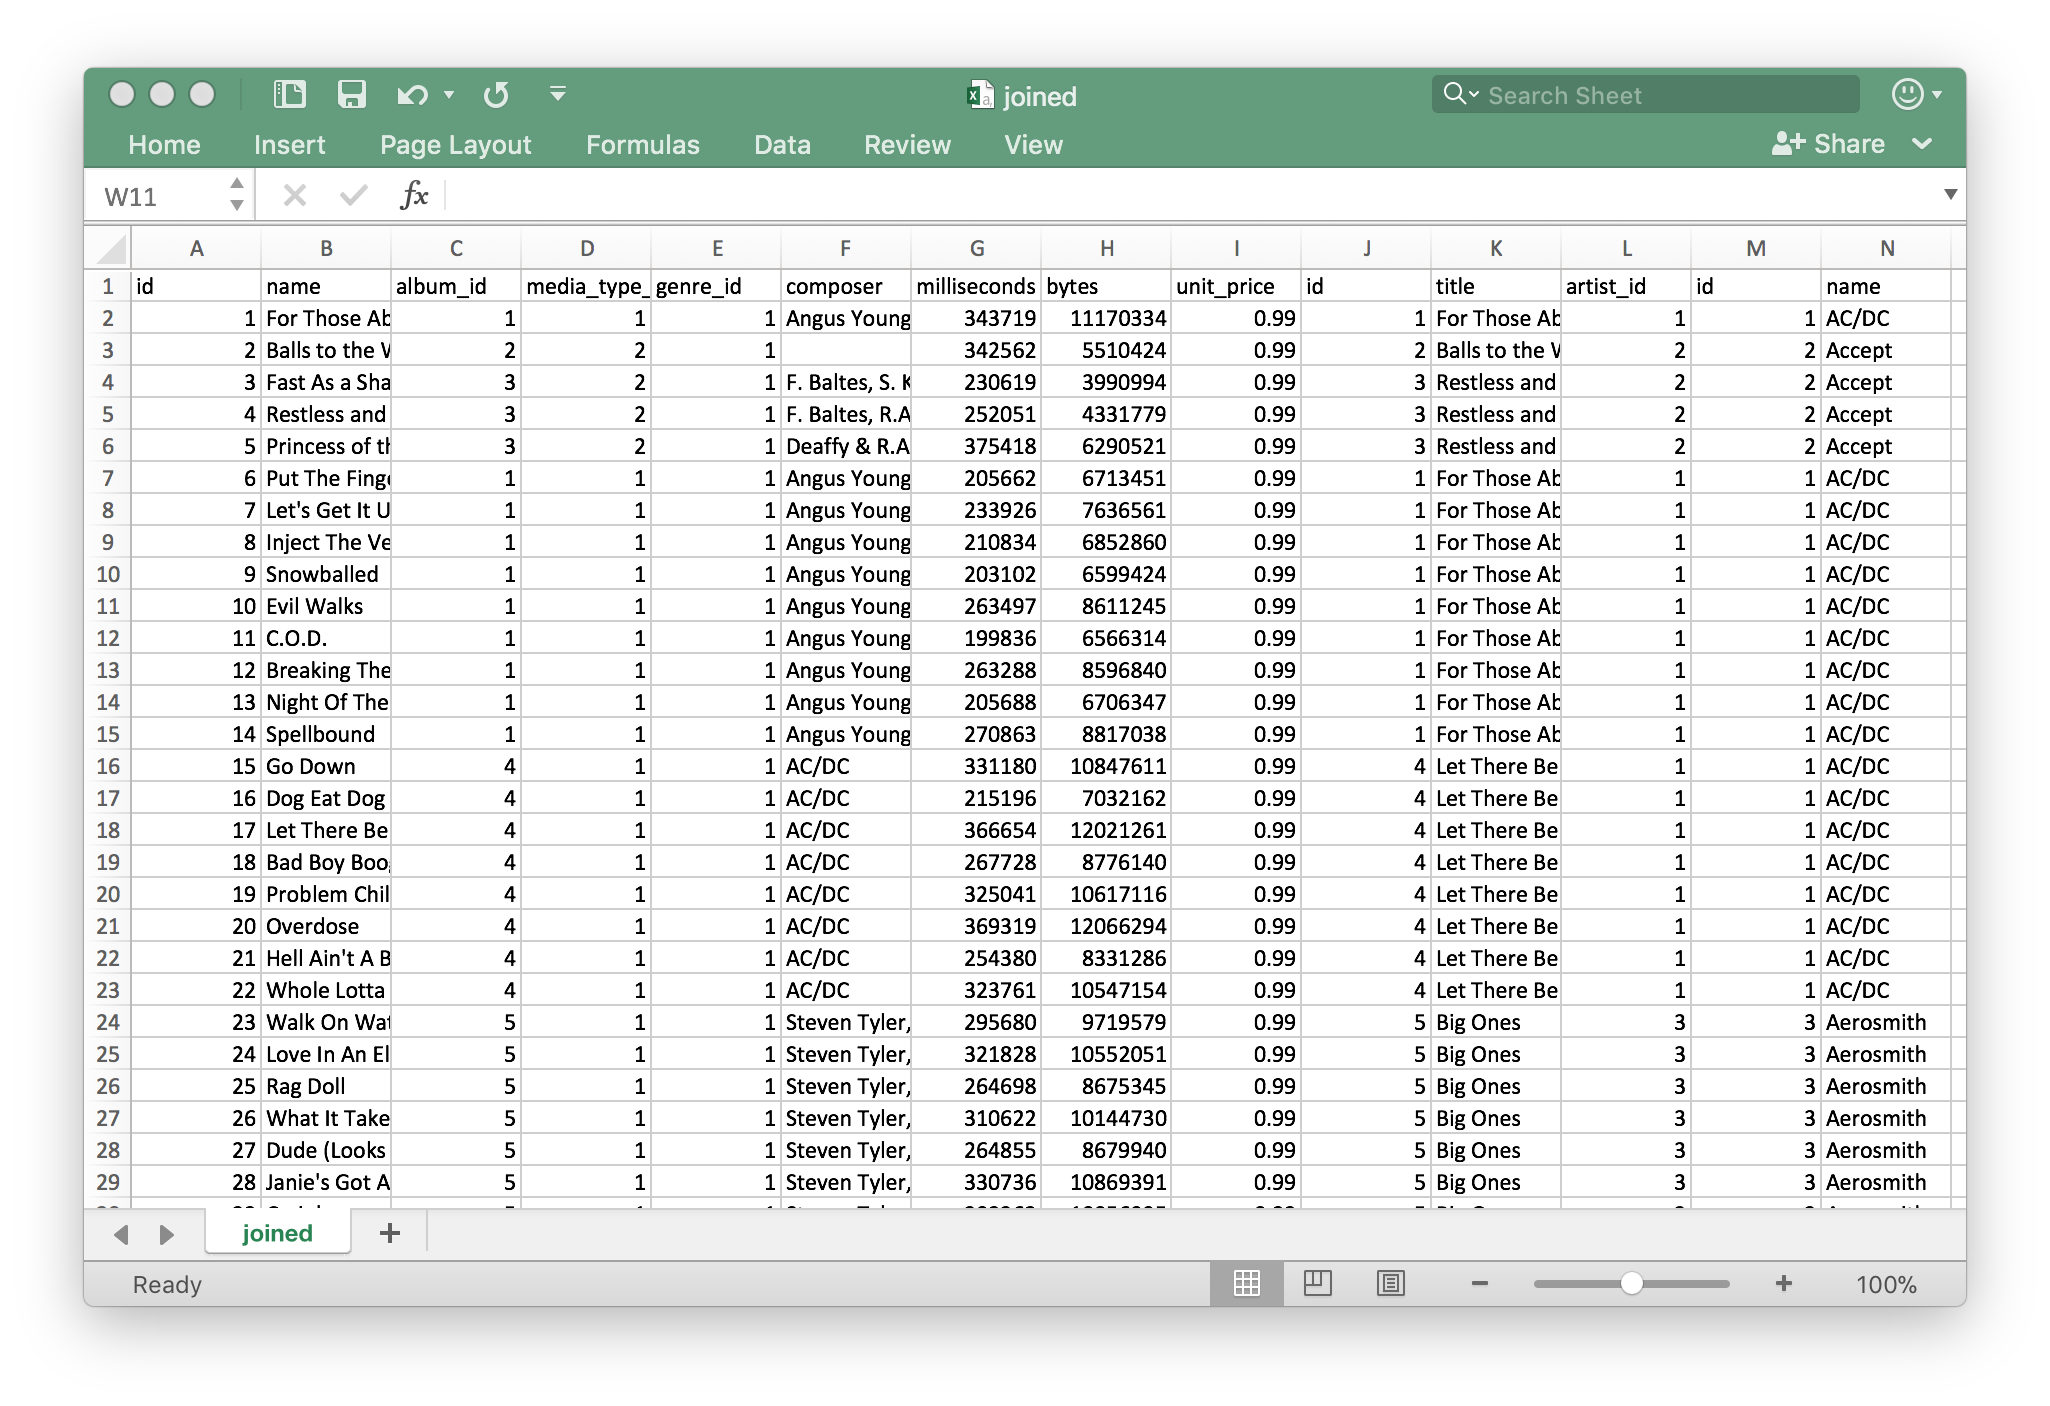 joined
Search Sheet
Home Insert Page Layout Formulas Data Review View Share
W11 fx
A B C D E F G H I J K L M N
1 id name album_id media_type_ genre_id composer milliseconds bytes unit_price id title artist_id id name
2 1 For Those Ab 1 1 1 Angus Young 343719 11170334 0.99 1 For Those Ab 1 1 AC/DC
3 2 Balls to the W 2 2 1 342562 5510424 0.99 2 Balls to the W 2 2 Accept
4 3 Fast As a Sha 3 2 1 F. Baltes, S. K 230619 3990994 0.99 3 Restless and 2 2 Accept
5 4 Restless and 3 2 1 F. Baltes, R.A 252051 4331779 0.99 3 Restless and 2 2 Accept
6 5 Princess of th 3 2 1 Deaffy & R.A 375418 6290521 0.99 3 Restless and 2 2 Accept
7 6 Put The Finge 1 1 1 Angus Young 205662 6713451 0.99 1 For Those Ab 1 1 AC/DC
8 7 Let's Get It U 1 1 1 Angus Young 233926 7636561 0.99 1 For Those Ab 1 1 AC/DC
9 8 Inject The Ve 1 1 1 Angus Young 210834 6852860 0.99 1 For Those Ab 1 1 AC/DC
10 9 Snowballed 1 1 1 Angus Young 203102 6599424 0.99 1 For Those Ab 1 1 AC/DC
11 10 Evil Walks 1 1 1 Angus Young 263497 8611245 0.99 1 For Those Ab 1 1 AC/DC
12 11 C.O.D. 1 1 1 Angus Young 199836 6566314 0.99 1 For Those Ab 1 1 AC/DC
13 12 Breaking The 1 1 1 Angus Young 263288 8596840 0.99 1 For Those Ab 1 1 AC/DC
14 13 Night Of The 1 1 1 Angus Young 205688 6706347 0.99 1 For Those Ab 1 1 AC/DC
15 14 Spellbound 1 1 1 Angus Young 270863 8817038 0.99 1 For Those Ab 1 1 AC/DC
16 15 Go Down 4 1 1 AC/DC 331180 10847611 0.99 4 Let There Be 1 1 AC/DC
17 16 Dog Eat Dog 4 1 1 AC/DC 215196 7032162 0.99 4 Let There Be 1 1 AC/DC
18 17 Let There Be 4 1 1 AC/DC 366654 12021261 0.99 4 Let There Be 1 1 AC/DC
19 18 Bad Boy Boog 4 1 1 AC/DC 267728 8776140 0.99 4 Let There Be 1 1 AC/DC
20 19 Problem Chil 4 1 1 AC/DC 325041 10617116 0.99 4 Let There Be 1 1 AC/DC
21 20 Overdose 4 1 1 AC/DC 369319 12066294 0.99 4 Let There Be 1 1 AC/DC
22 21 Hell Ain't A B 4 1 1 AC/DC 254380 8331286 0.99 4 Let There Be 1 1 AC/DC
23 22 Whole Lotta 4 1 1 AC/DC 323761 10547154 0.99 4 Let There Be 1 1 AC/DC
24 23 Walk On Wat 5 1 1 Steven Tyler, 295680 9719579 0.99 5 Big Ones 3 3 Aerosmith
25 24 Love In An El 5 1 1 Steven Tyler, 321828 10552051 0.99 5 Big Ones 3 3 Aerosmith
26 25 Rag Doll 5 1 1 Steven Tyler, 264698 8675345 0.99 5 Big Ones 3 3 Aerosmith
27 26 What It Take 5 1 1 Steven Tyler, 310622 10144730 0.99 5 Big Ones 3 3 Aerosmith
28 27 Dude (Looks 5 1 1 Steven Tyler, 264855 8679940 0.99 5 Big Ones 3 3 Aerosmith
29 28 Janie's Got A 5 1 1 Steven Tyler, 330736 10869391 0.99 5 Big Ones 3 3 Aerosmith
joined
Ready 100%